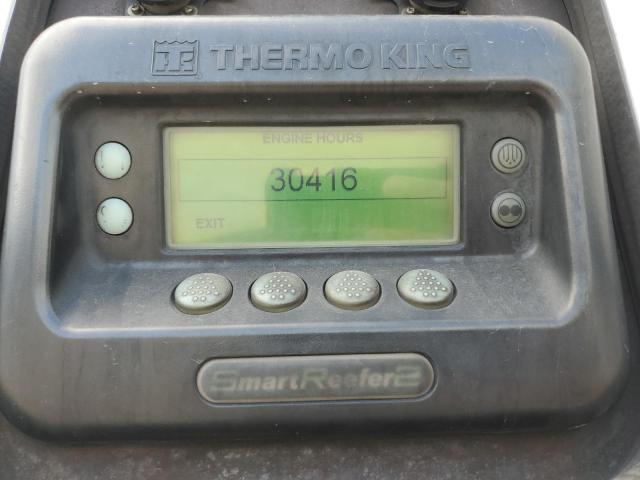 THERMO KING
ENGINE HOURS
30416
EXIT
SmartReefer2